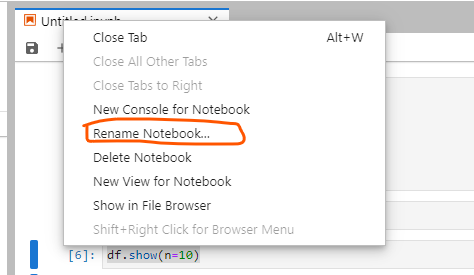 Untitled.ipynb
Close Tab Alt+W
Close All Other Tabs
Close Tabs to Right
New Console for Notebook
Rename Notebook...
Delete Notebook
New View for Notebook
Show in File Browser
Shift+Right Click for Browser Menu
[6]: df.show(n=10)